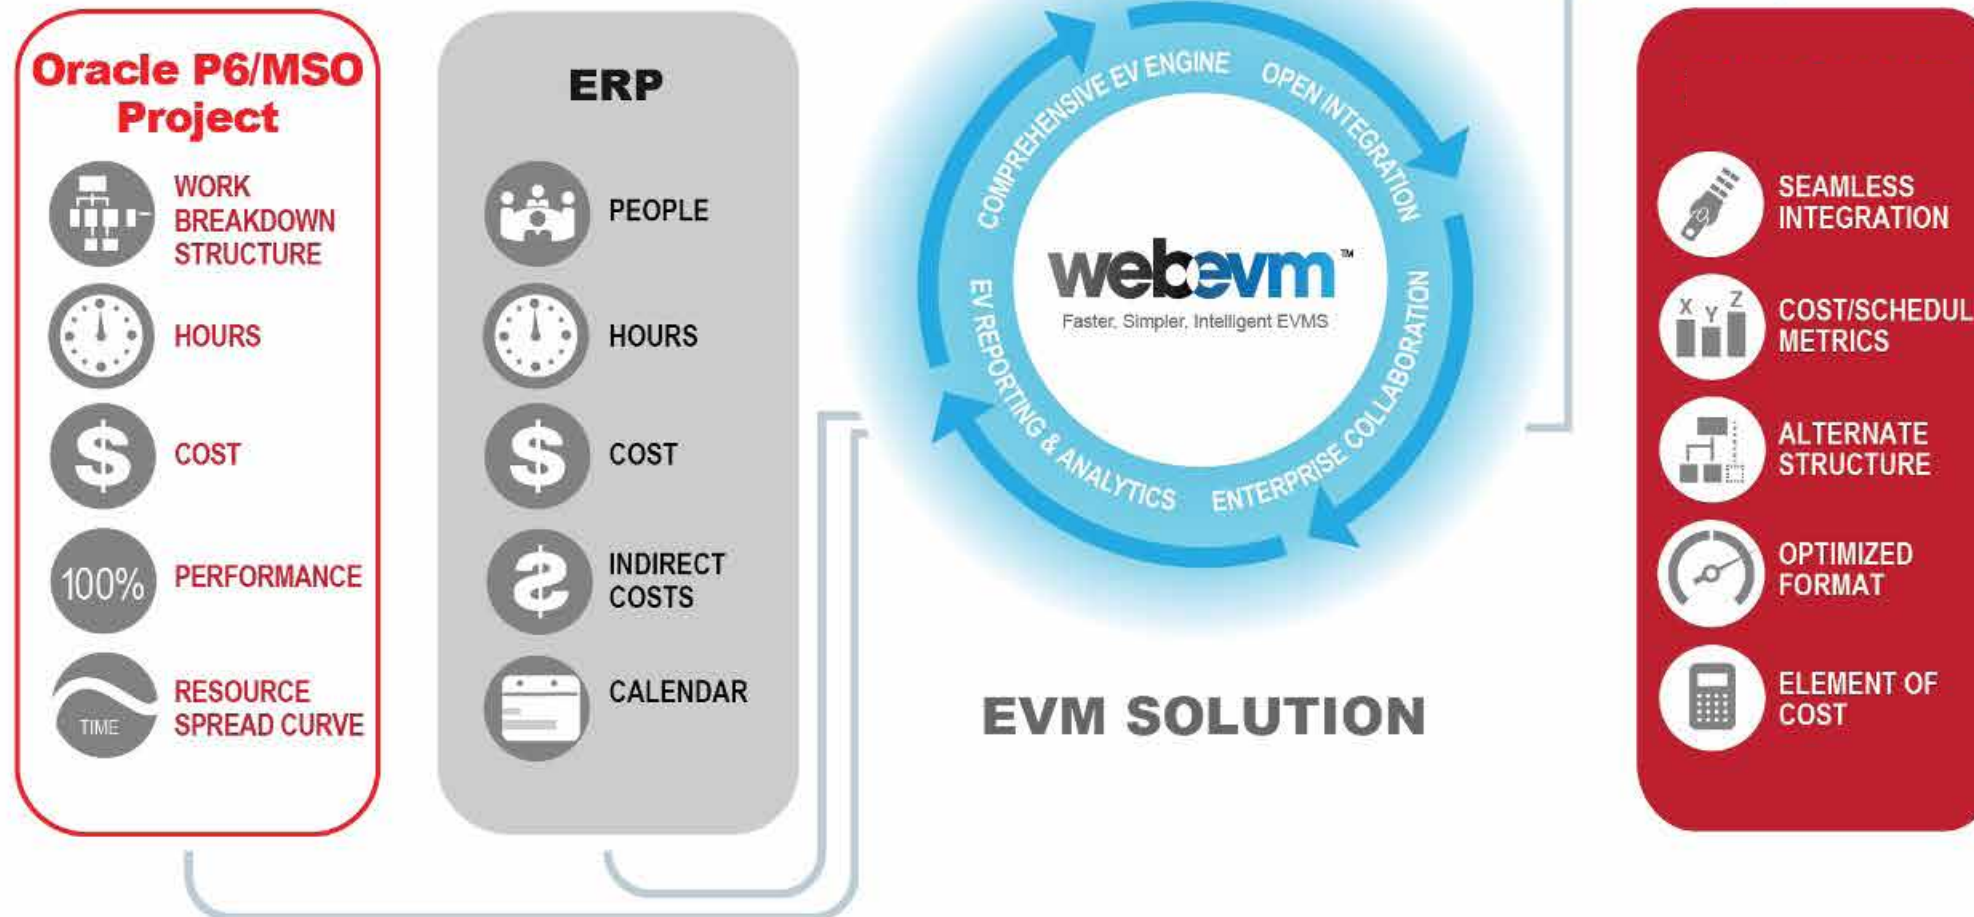 Oracle P6/MSO
Project
WORK
BREAKDOWN
STRUCTURE
HOURS
COST
100%
PERFORMANCE
TIME
RESOURCE
SPREAD CURVE
ERP
PEOPLE
HOURS
COST
INDIRECT
COSTS
CALENDAR
COMPREHENSIVE EV ENGINE
OPEN INTEGRATION
ENTERPRISE COLLABORATION
EV REPORTING & ANALYTICS
webevm™
Faster, Simpler, Intelligent EVMS
EVM SOLUTION
SEAMLESS
INTEGRATION
X Y Z
COST/SCHEDUL
METRICS
ALTERNATE
STRUCTURE
OPTIMIZED
FORMAT
ELEMENT OF
COST